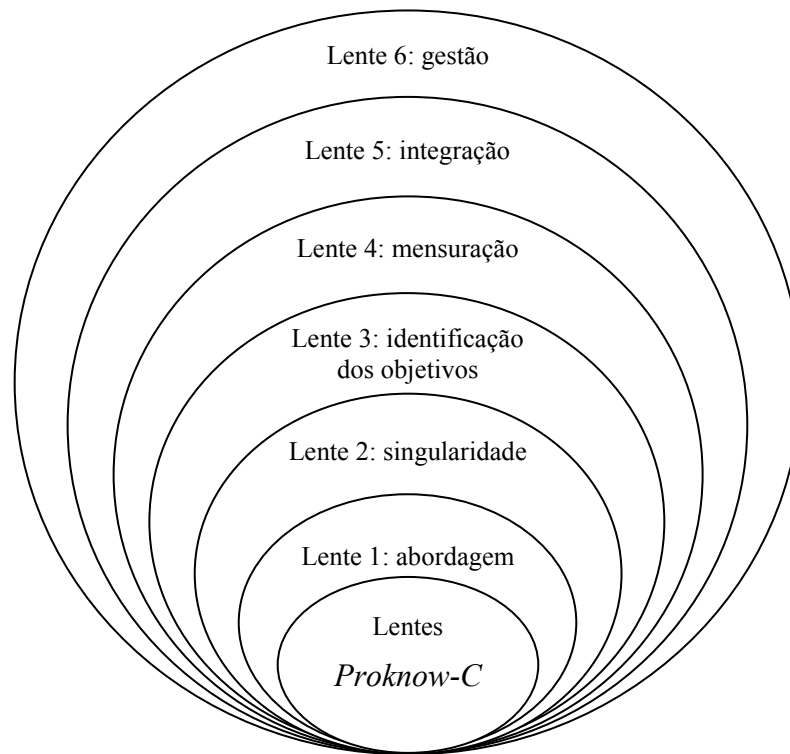 Lente 6: gestão
Lente 5: integração
Lente 4: mensuração
Lente 3: identificação
dos objetivos
Lente 2: singularidade
Lente 1: abordagem
Lentes
Proknow-C